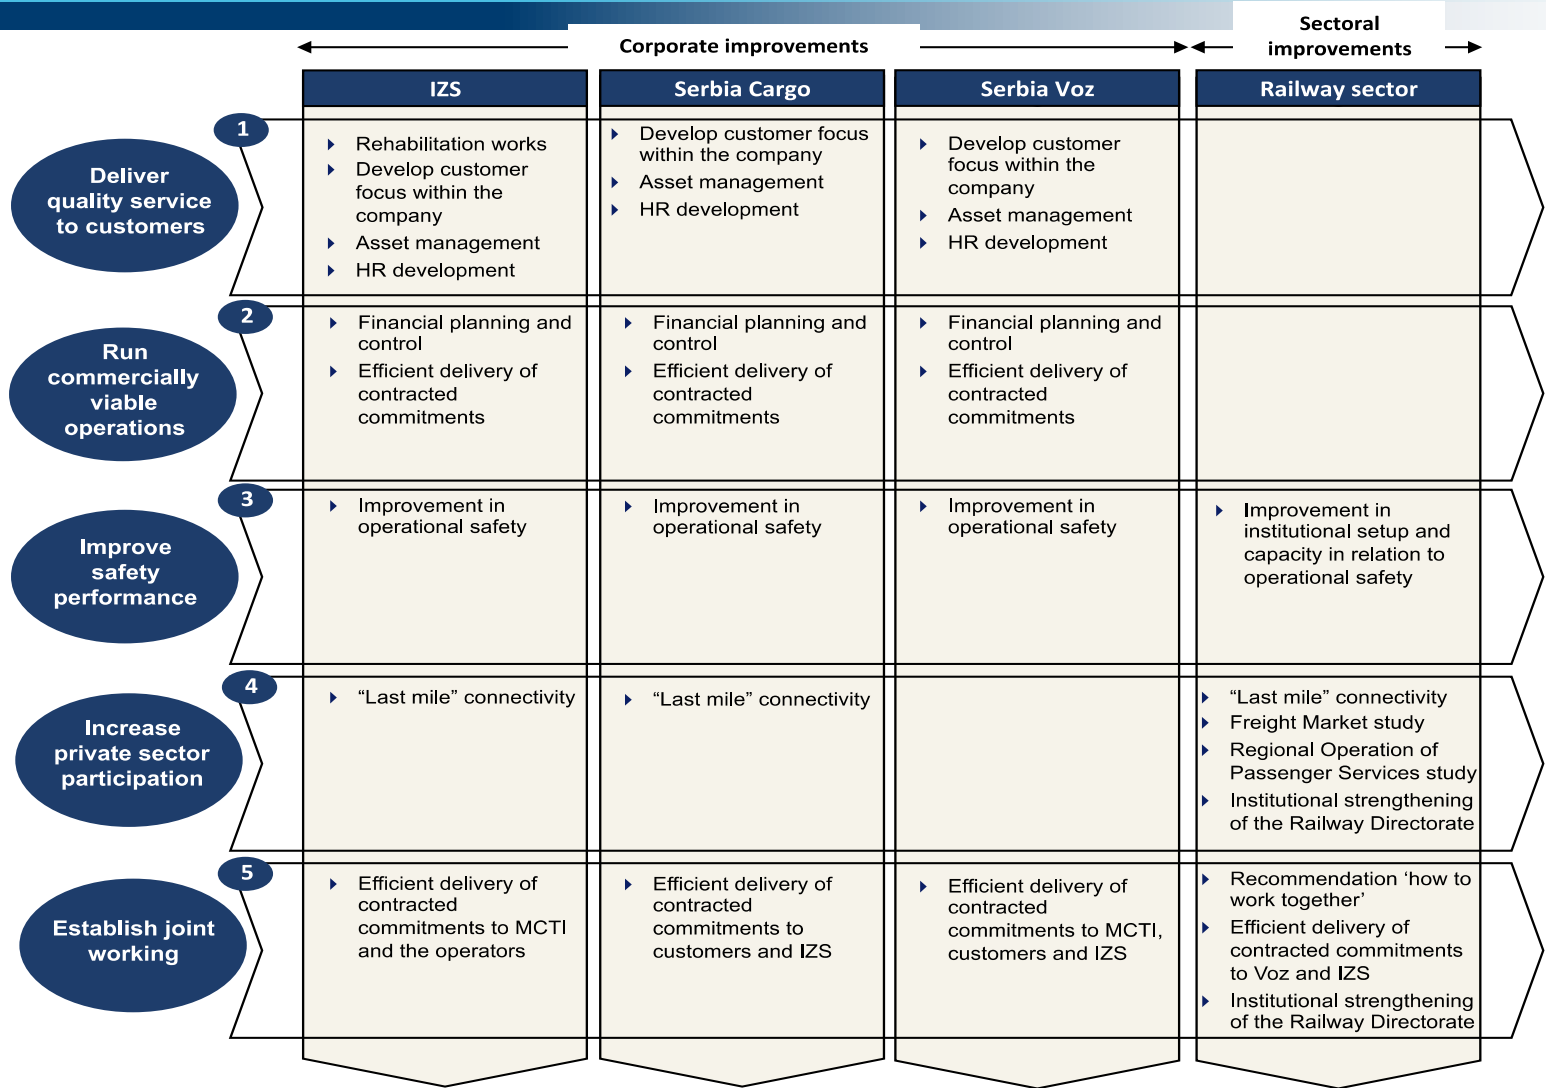 Corporate improvements
Sectoral
improvements
IZS
Serbia Cargo
Serbia Voz
Railway sector
1
Deliver
quality service
to customers
Rehabilitation works
Develop customer
focus within the
company
Asset management
HR development
Develop customer focus
within the company
Asset management
HR development
Develop customer
focus within the
company
Asset management
HR development
2
Run
commercially
viable
operations
Financial planning and
control
Efficient delivery of
contracted
commitments
Financial planning and
control
Efficient delivery of
contracted
commitments
Financial planning and
control
Efficient delivery of
contracted
commitments
3
Improve
safety
performance
Improvement in
operational safety
Improvement in
operational safety
Improvement in
operational safety
Improvement in
institutional setup and
capacity in relation to
operational safety
4
Increase
private sector
participation
“Last mile” connectivity
“Last mile” connectivity
“Last mile” connectivity
Freight Market study
Regional Operation of
Passenger Services study
Institutional strengthening
of the Railway Directorate
5
Establish joint
working
Efficient delivery of
contracted
commitments to MCTI
and the operators
Efficient delivery of
contracted
commitments to
customers and IZS
Efficient delivery of
contracted
commitments to MCTI,
customers and IZS
Recommendation ‘how to
work together’
Efficient delivery of
contracted commitments
to Voz and IZS
Institutional strengthening
of the Railway Directorate